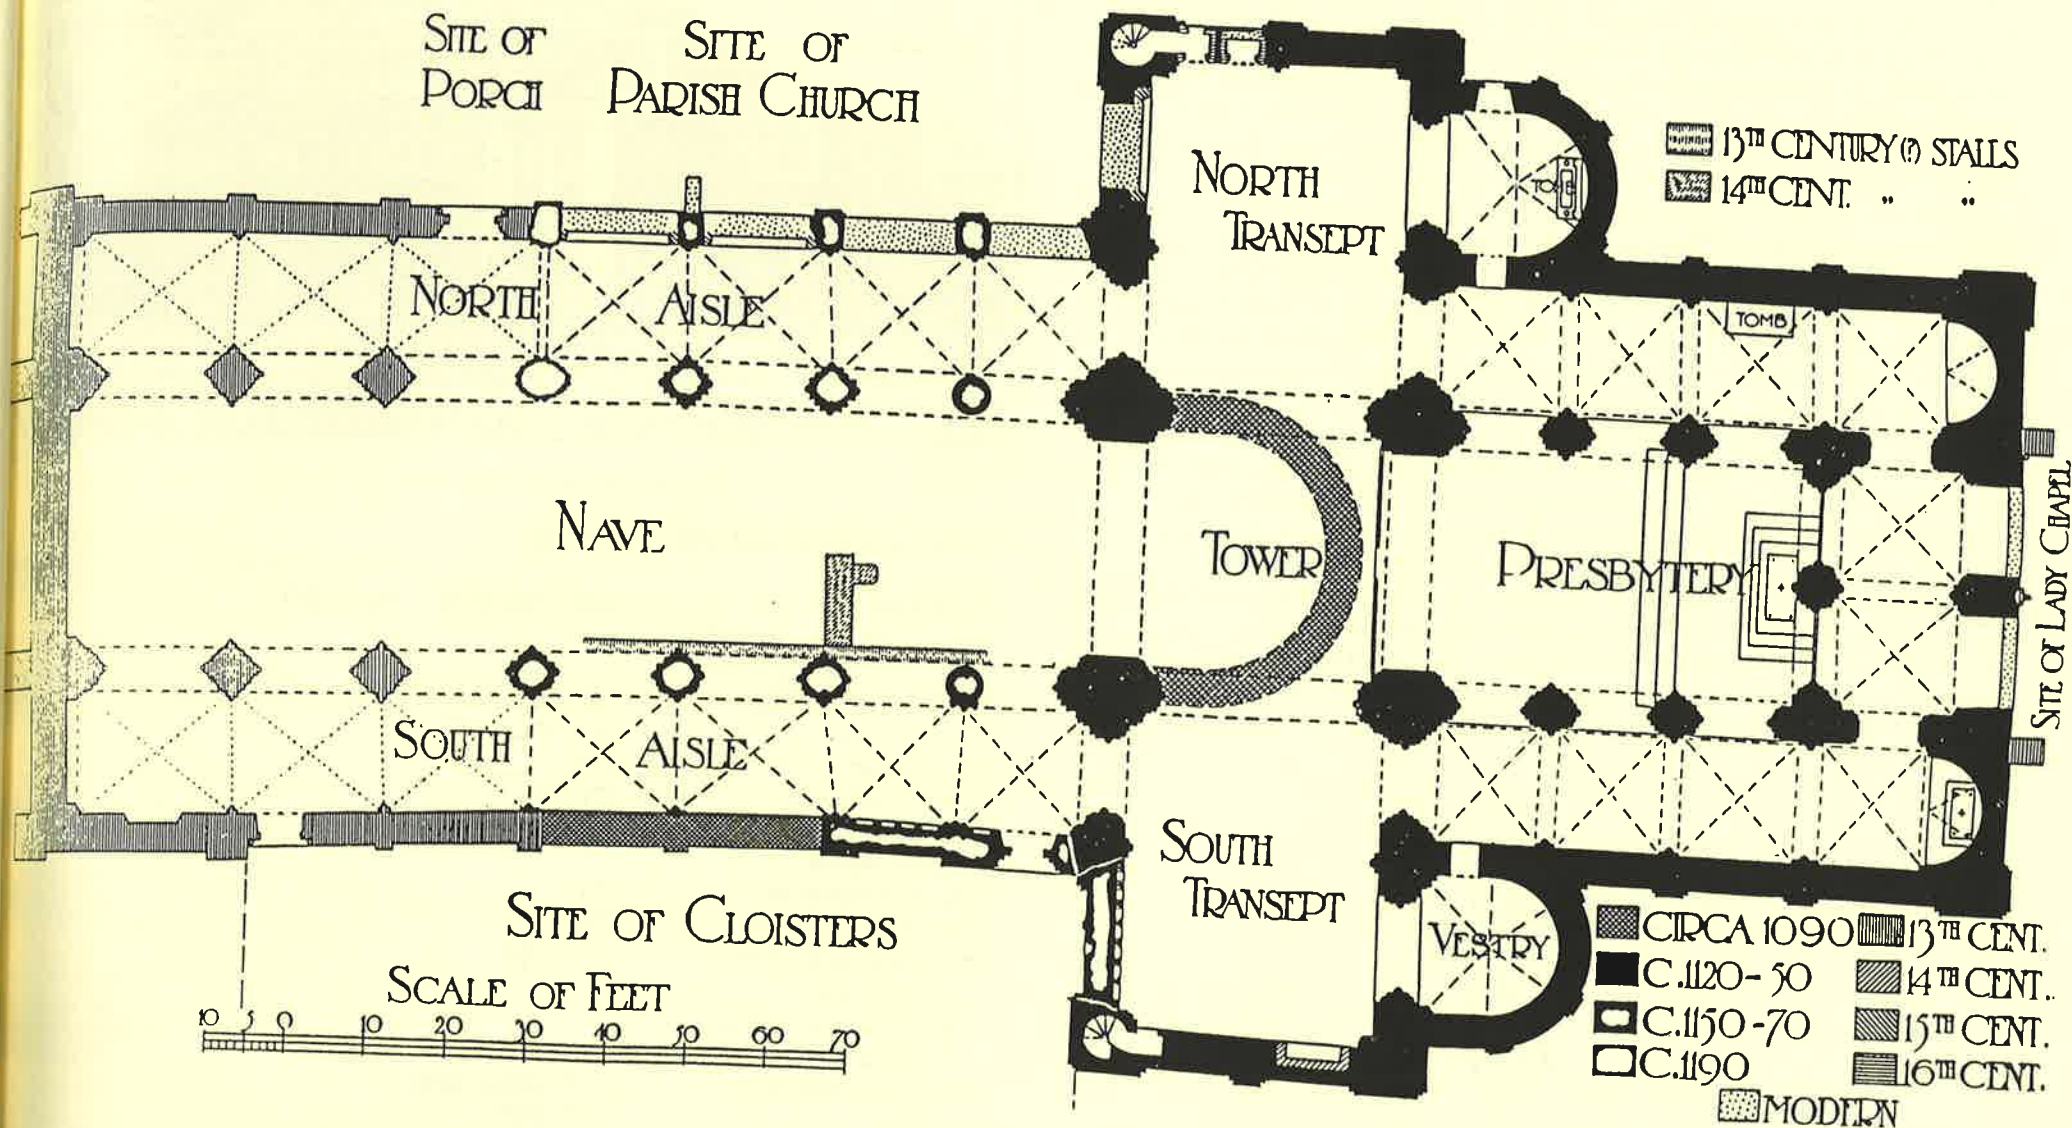 SITE OF
PORCH
SITE OF
PARISH CHURCH
NORTH
TRANSEPT
TOMB
13TH CENTURY (?) STALLS
14TH CENT. " "
NORTH AISLE
TOMB
NAVE
TOWER
PRESBYTERY
SITE OF LADY CHAPEL
SOUTH AISLE
SOUTH
TRANSEPT
VESTRY
SITE OF CLOISTERS
SCALE OF FEET
10 5 0 10 20 30 40 50 60 70
CIRCA 1090
C.1120-50
C.1150-70
C.1190
13TH CENT.
14TH CENT.
15TH CENT.
16TH CENT.
MODERN